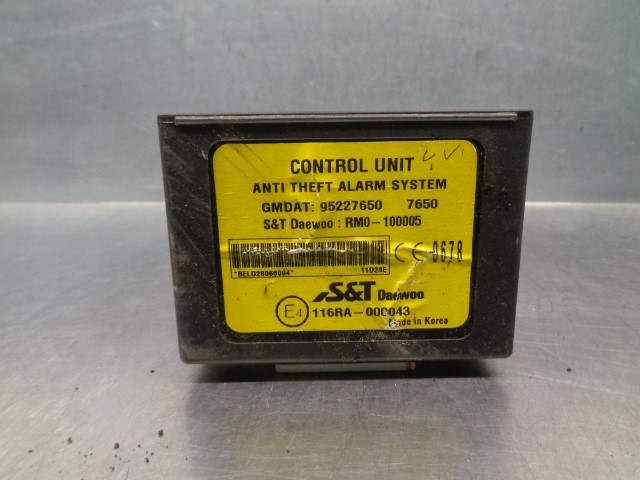 CONTROL UNIT
ANTI THEFT ALARM SYSTEM
GMDAT: 95227650 7650
S&T Daewoo : RM0-100005
CE 0678
*BELD28060004* 11D28E
S&T Daewoo
E4 116RA-000043
Made in Korea